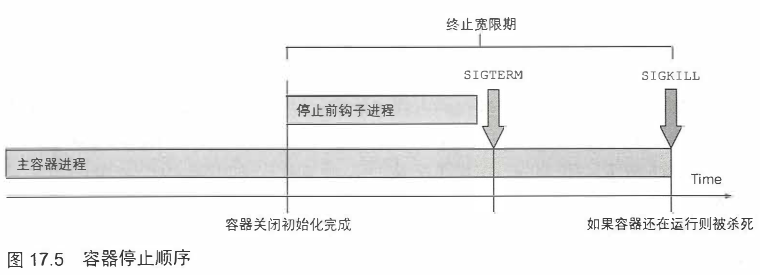 终止宽限期
SIGTERM
SIGKILL
停止前钩子进程
主容器进程
Time
容器关闭初始化完成
如果容器还在运行则被杀死
图 17.5 容器停止顺序